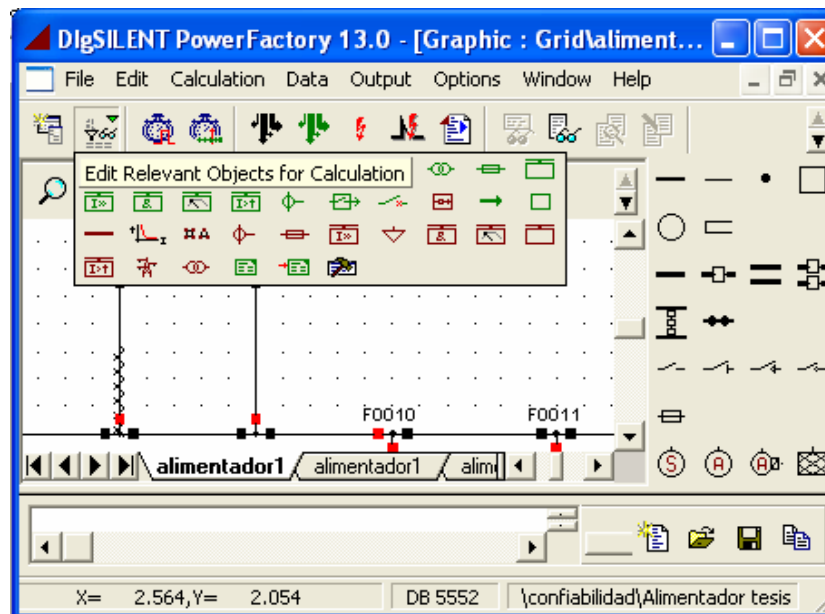 DIgSILENT PowerFactory 13.0 - [Graphic : Grid\aliment...
File Edit Calculation Data Output Options Window Help
Edit Relevant Objects for Calculation
F0010 F0011
alimentador1 alimentador1 alim
S A A
X= 2.564,Y= 2.054 DB 5552 \confiabilidad\Alimentador tesis